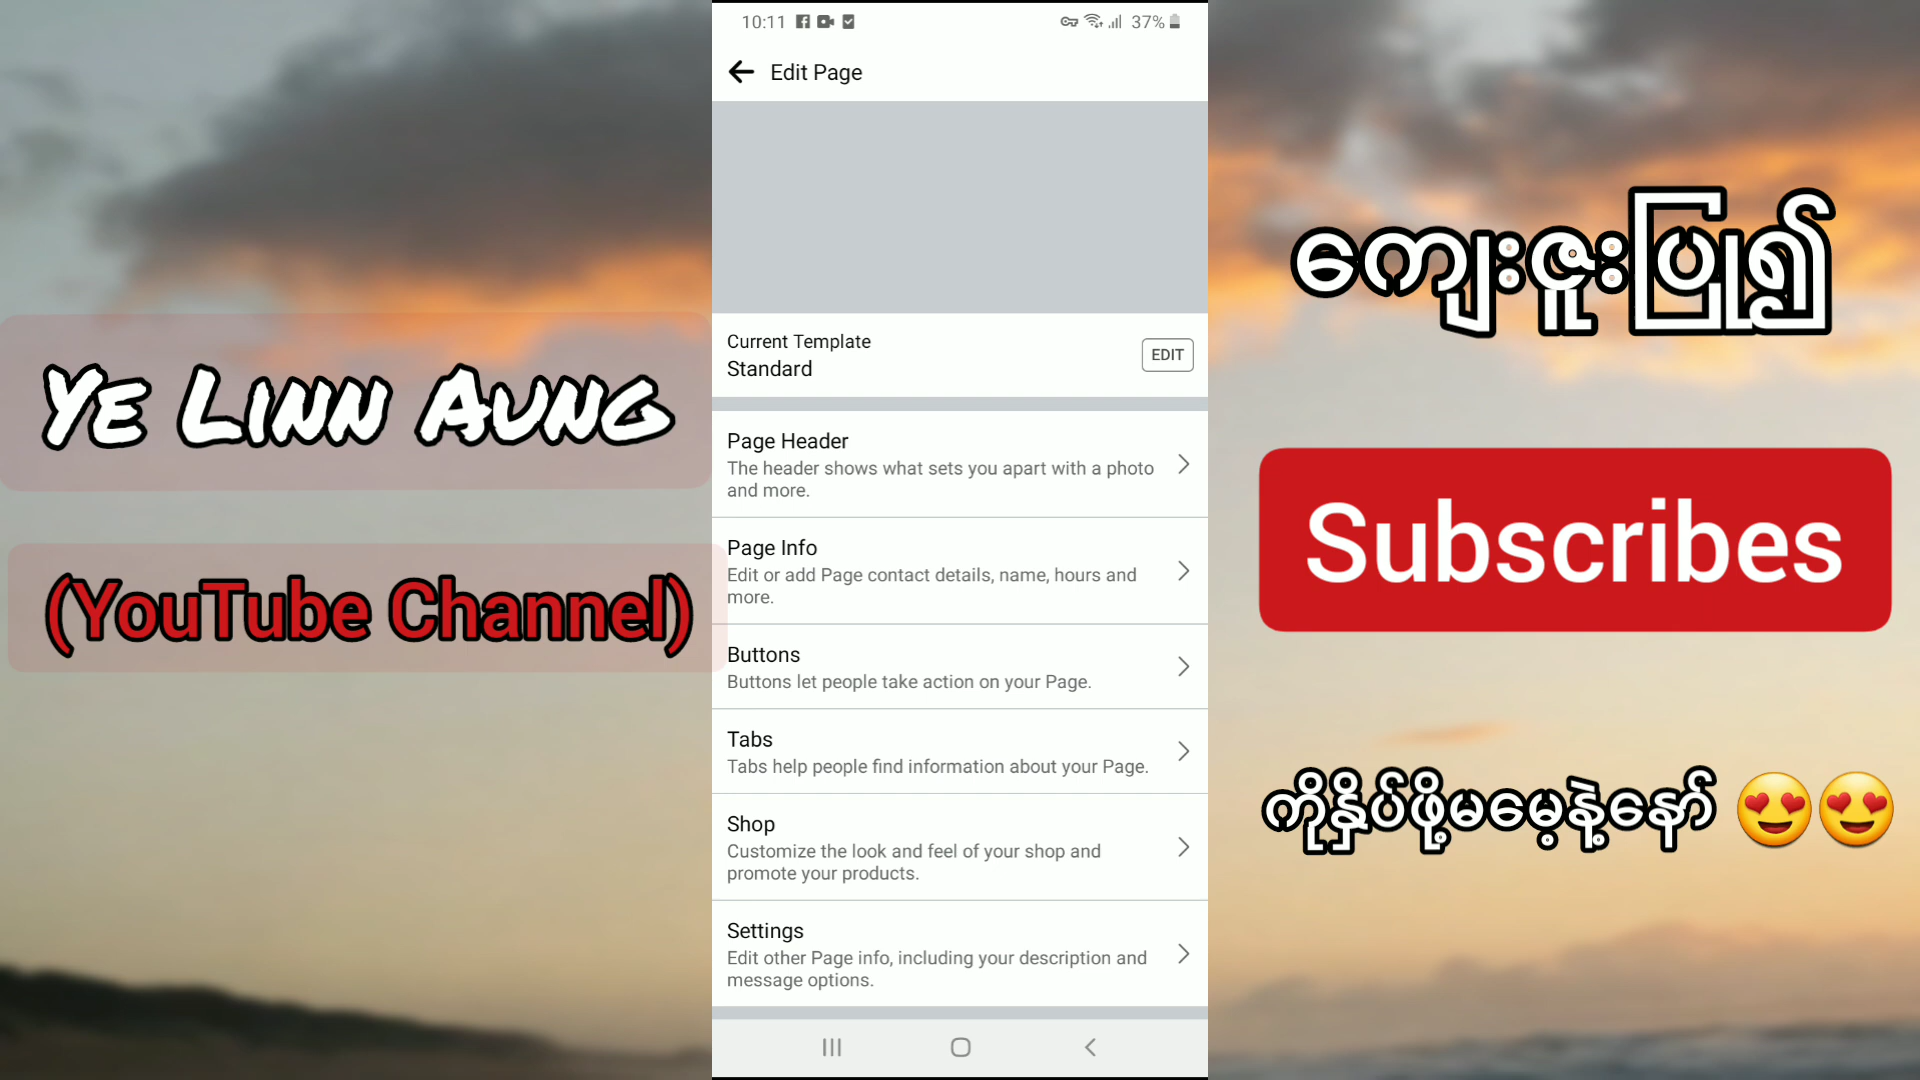 10:11
37%
Edit Page
Current Template
Standard
EDIT
Page Header
The header shows what sets you apart with a photo
and more.
Page Info
Edit or add Page contact details, name, hours and
more.
Buttons
Buttons let people take action on your Page.
Tabs
Tabs help people find information about your Page.
Shop
Customize the look and feel of your shop and
promote your products.
Settings
Edit other Page info, including your description and
message options.
Ye Linn Aung
(YouTube Channel)
ကျေးဇူးပြု၍
Subscribes
ကိုနှိပ်ဖို့မမေ့နဲ့နော် 😍😍